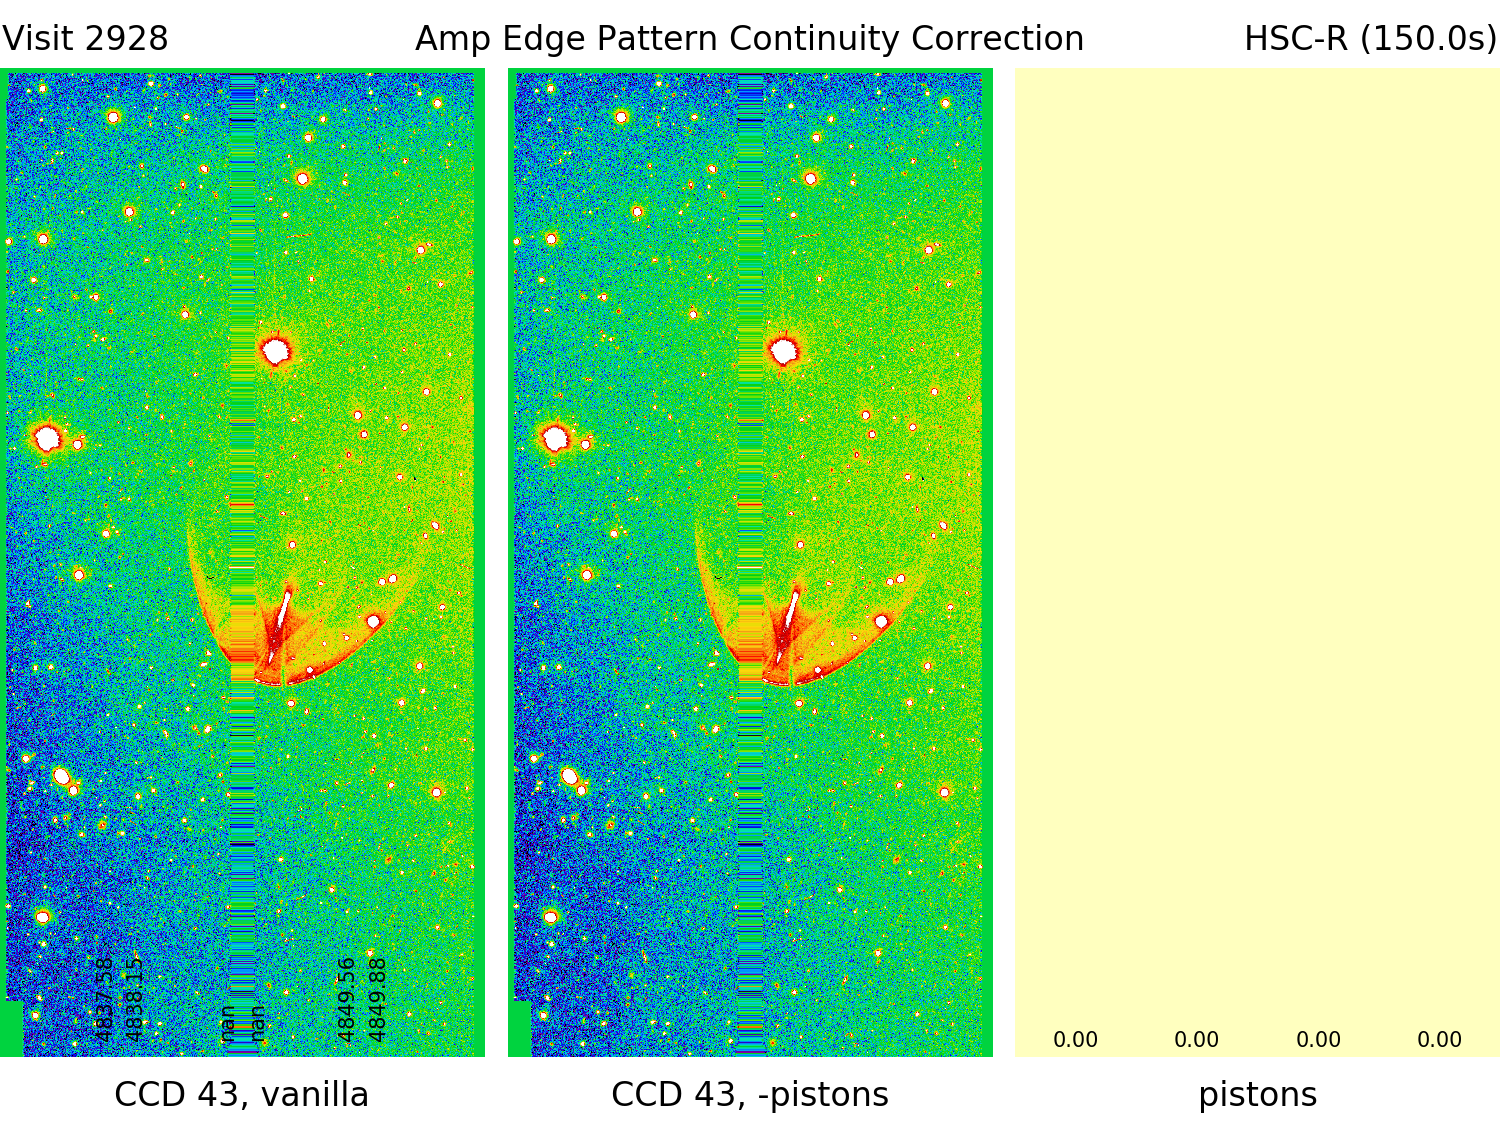 Visit 2928
Amp Edge Pattern Continuity Correction
HSC-R (150.0s)
4837.58
4838.15
nan
nan
4849.56
4849.88
0.00
0.00
0.00
0.00
CCD 43, vanilla
CCD 43, -pistons
pistons